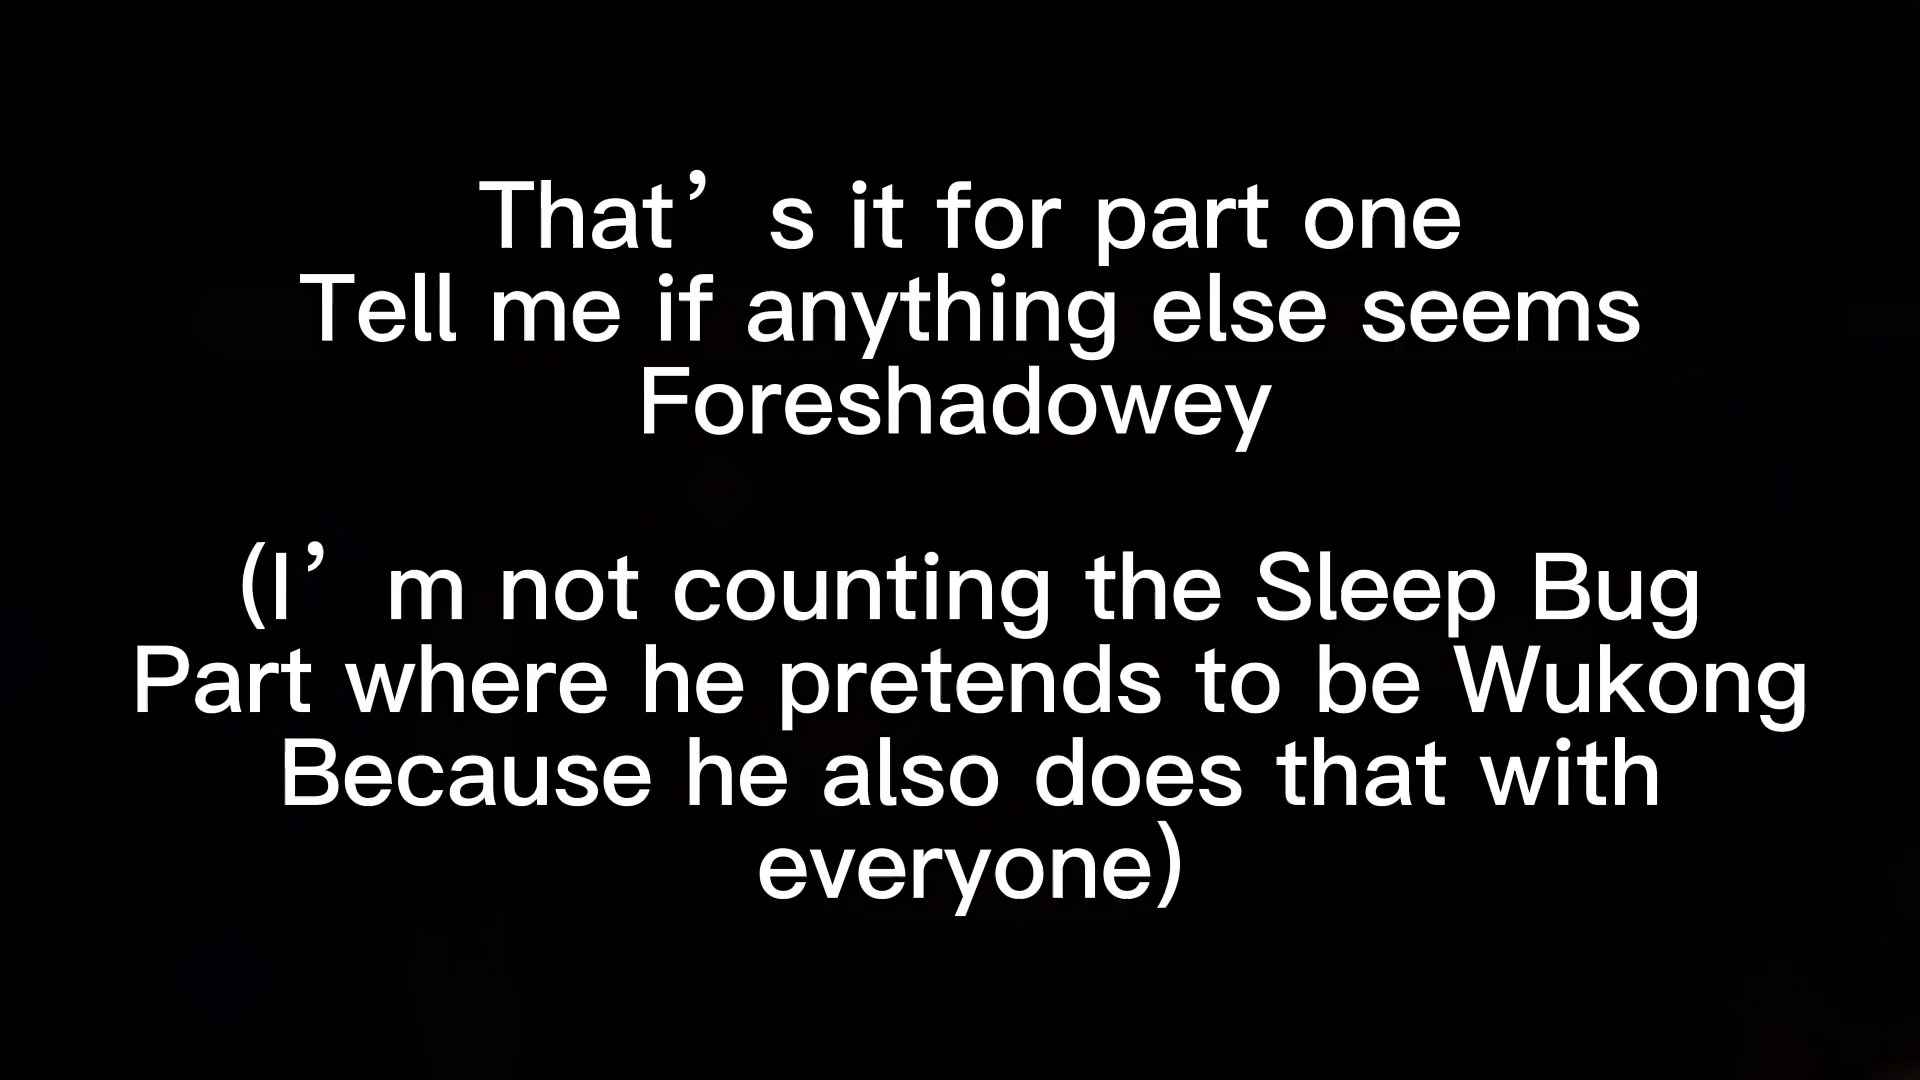 That’s it for part one
Tell me if anything else seems
Foreshadowey
(I’m not counting the Sleep Bug
Part where he pretends to be Wukong
Because he also does that with
everyone)